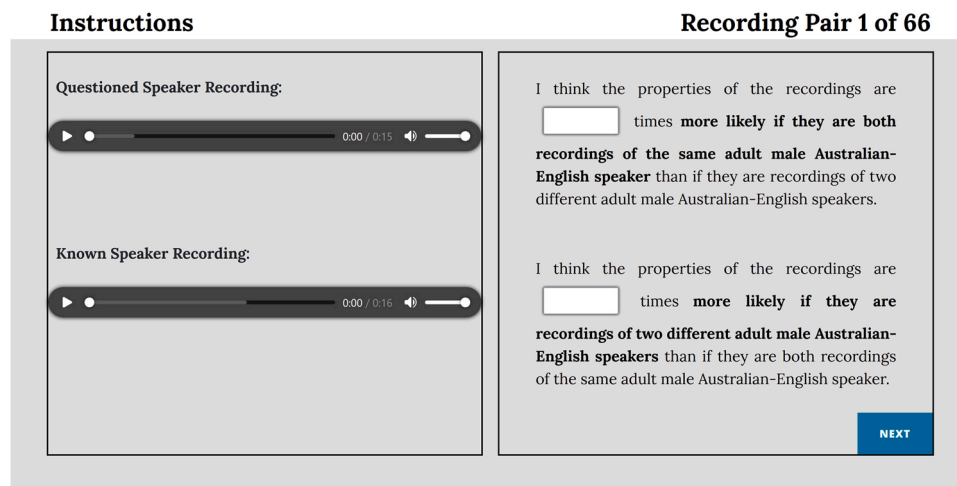 Instructions
Recording Pair 1 of 66
Questioned Speaker Recording:
0:00 / 0:15
Known Speaker Recording:
0:00 / 0:16
I think the properties of the recordings are
times more likely if they are both
recordings of the same adult male Australian-
English speaker than if they are recordings of two
different adult male Australian-English speakers.
I think the properties of the recordings are
times more likely if they are
recordings of two different adult male Australian-
English speakers than if they are both recordings
of the same adult male Australian-English speaker.
NEXT